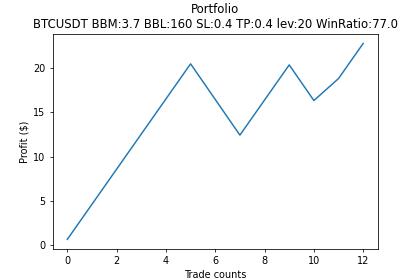 Portfolio
BTCUSDT BBM:3.7 BBL:160 SL:0.4 TP:0.4 lev:20 WinRatio:77.0
Profit ($)
20
15
10
5
0
0 2 4 6 8 10 12
Trade counts